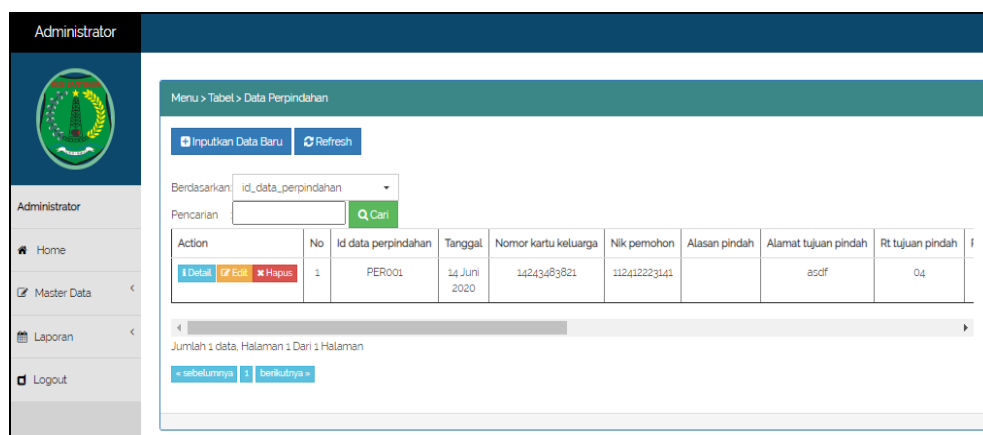 Administrator
Menu > Tabel > Data Perpindahan
Inputkan Data Baru Refresh
Berdasarkan: id_data_perpindahan
Pencarian : Cari
Administrator
Home
Master Data
Laporan
Logout
Action No Id data perpindahan Tanggal Nomor kartu keluarga Nik pemohon Alasan pindah Alamat tujuan pindah Rt tujuan pindah
Detail Edit Hapus 1 PER001 14 Juni 14243483821 112412223141 asdf 04
2020
Jumlah 1 data, Halaman 1 Dari 1 Halaman
« sebelumnya 1 berikutnya »